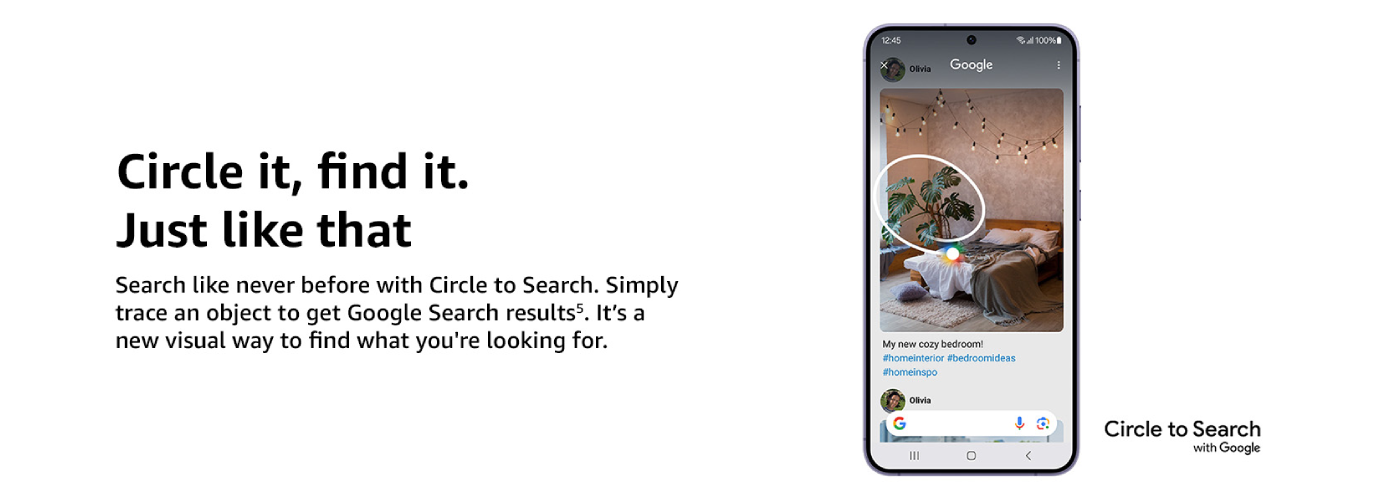 Circle it, find it.
Just like that
Search like never before with Circle to Search. Simply
trace an object to get Google Search results⁵. It’s a
new visual way to find what you're looking for.
12:45
100%
Olivia
Google
My new cozy bedroom!
#homeinterior #bedroomideas
#homeinspo
Olivia
G
Circle to Search
with Google